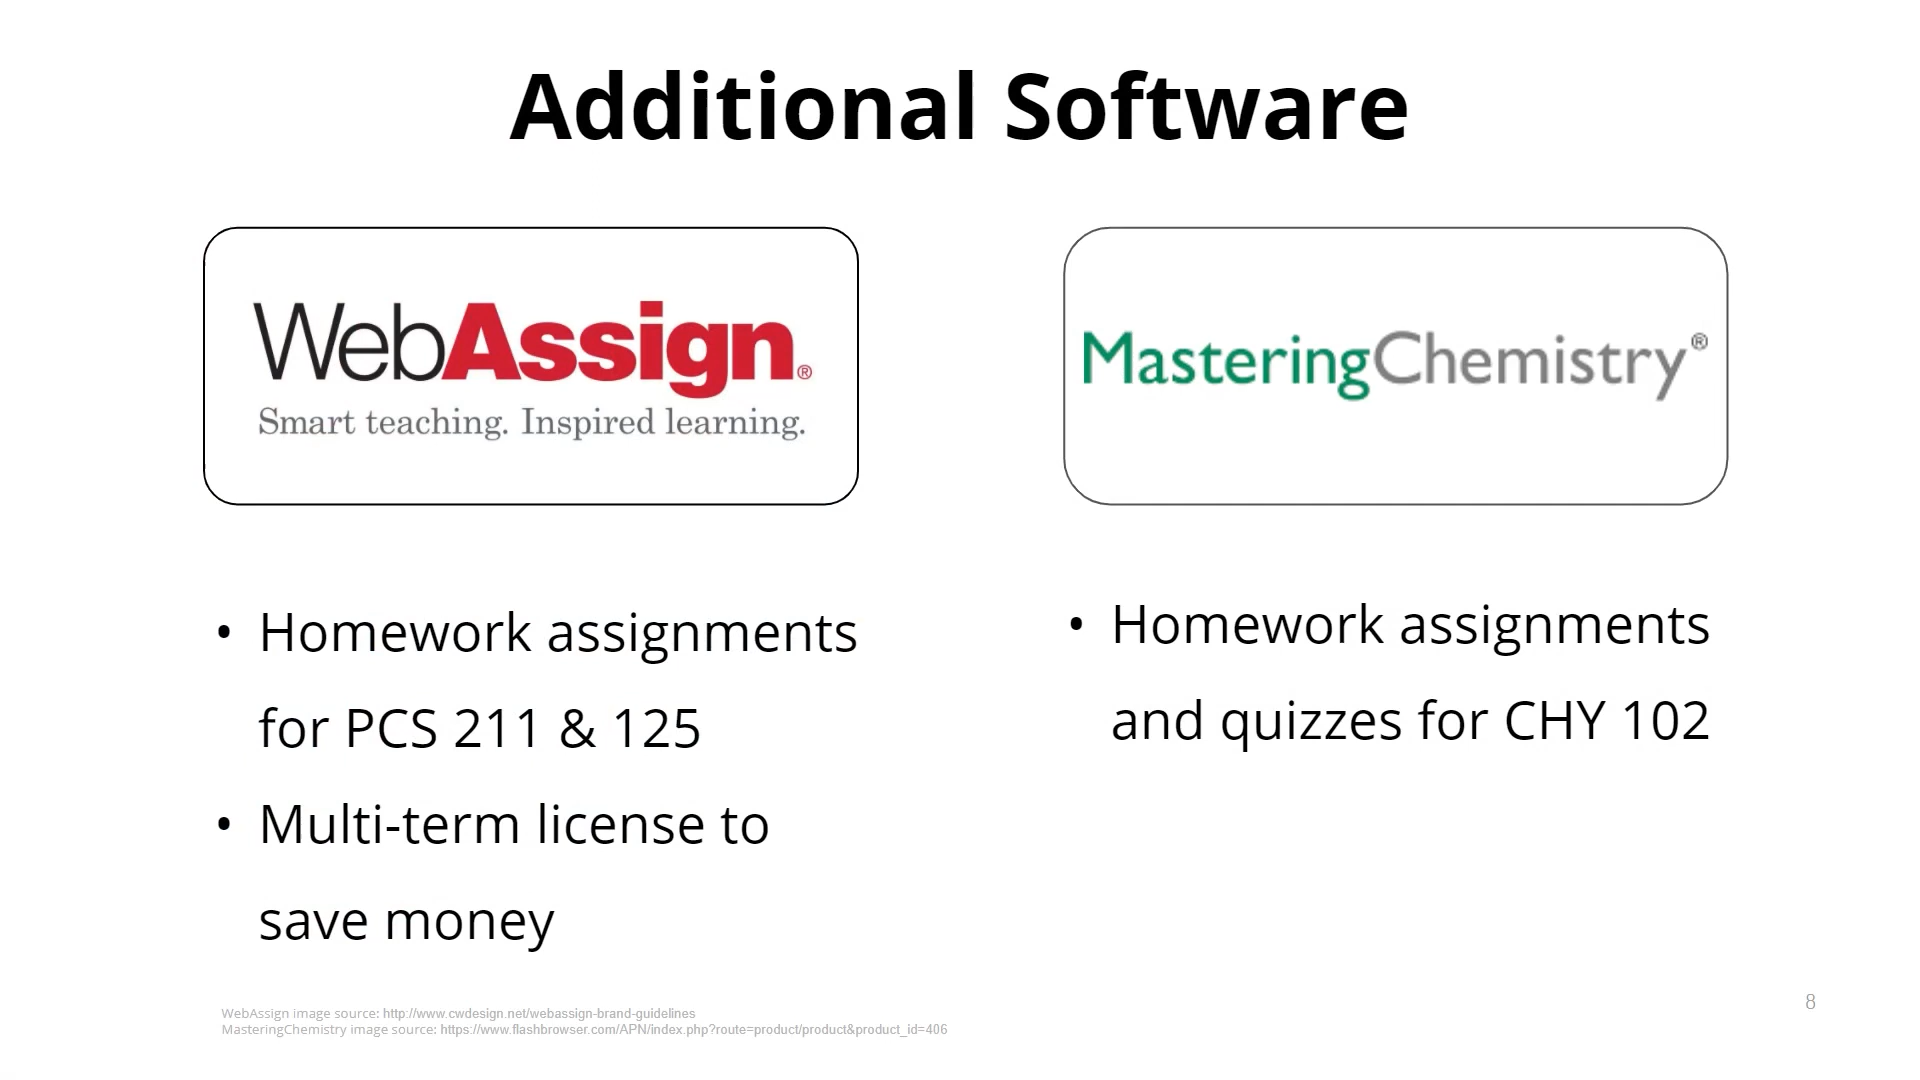 Additional Software
WebAssign®
Smart teaching. Inspired learning.
• Homework assignments
for PCS 211 & 125
• Multi-term license to
save money
MasteringChemistry®
• Homework assignments
and quizzes for CHY 102
WebAssign image source: http://www.cwdesign.net/webassign-brand-guidelines
MasteringChemistry image source: https://www.flashbrowser.com/APN/index.php?route=product/product&product_id=406
8